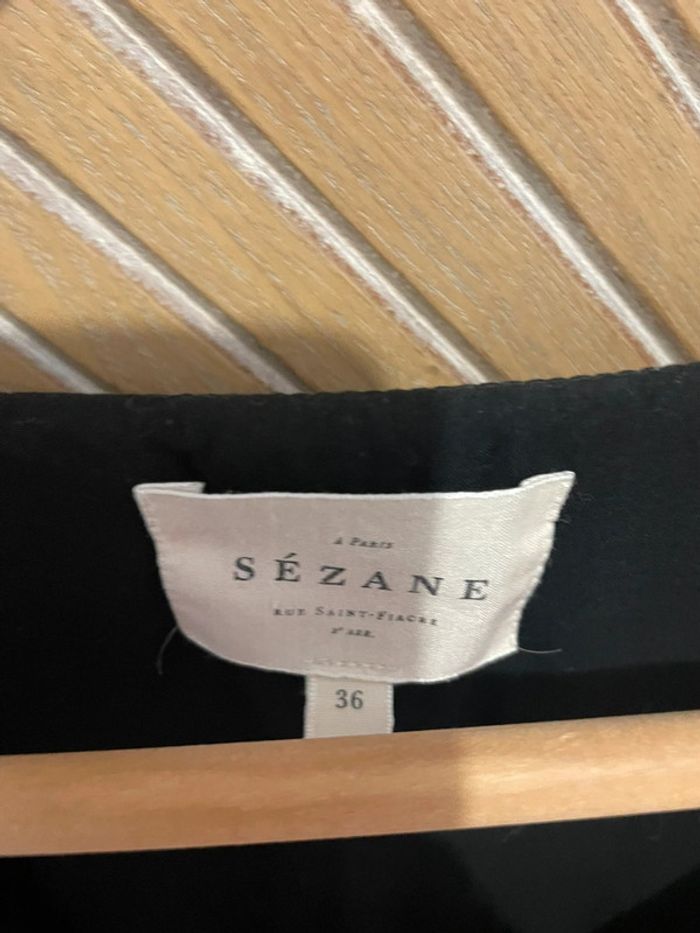 A PARIS
SÉZANE
RUE SAINT-FIACRE
2ᵉ ARR.
36